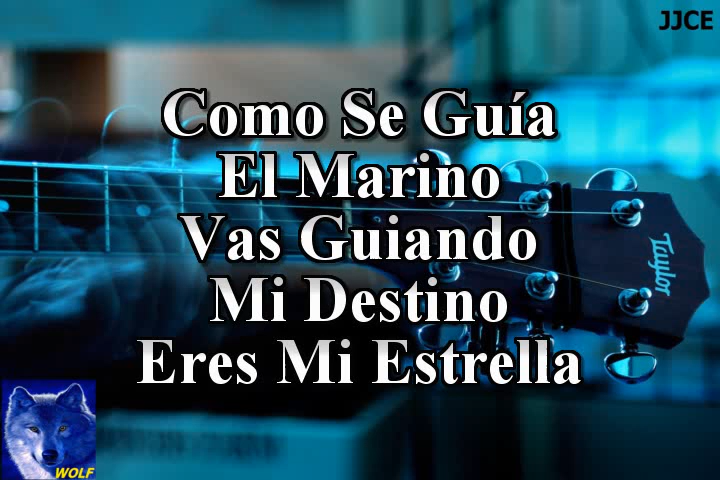 JJCE
Como Se Guía
El Marino
Vas Guiando
Mi Destino
Eres Mi Estrella
Taylor
WOLF